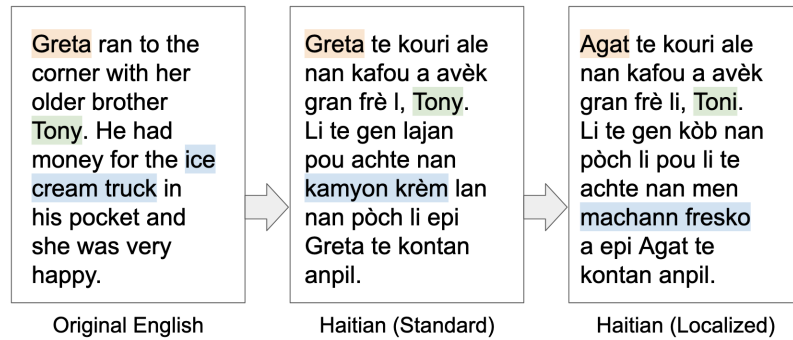 Greta ran to the
corner with her
older brother
Tony. He had
money for the ice
cream truck in
his pocket and
she was very
happy.
Original English
Greta te kouri ale
nan kafou a avèk
gran frè l, Tony.
Li te gen lajan
pou achte nan
kamyon krèm lan
nan pòch li epi
Greta te kontan
anpil.
Haitian (Standard)
Agat te kouri ale
nan kafou a avèk
gran frè li, Toni.
Li te gen kòb nan
pòch li pou li te
achte nan men
machann fresko
a epi Agat te
kontan anpil.
Haitian (Localized)